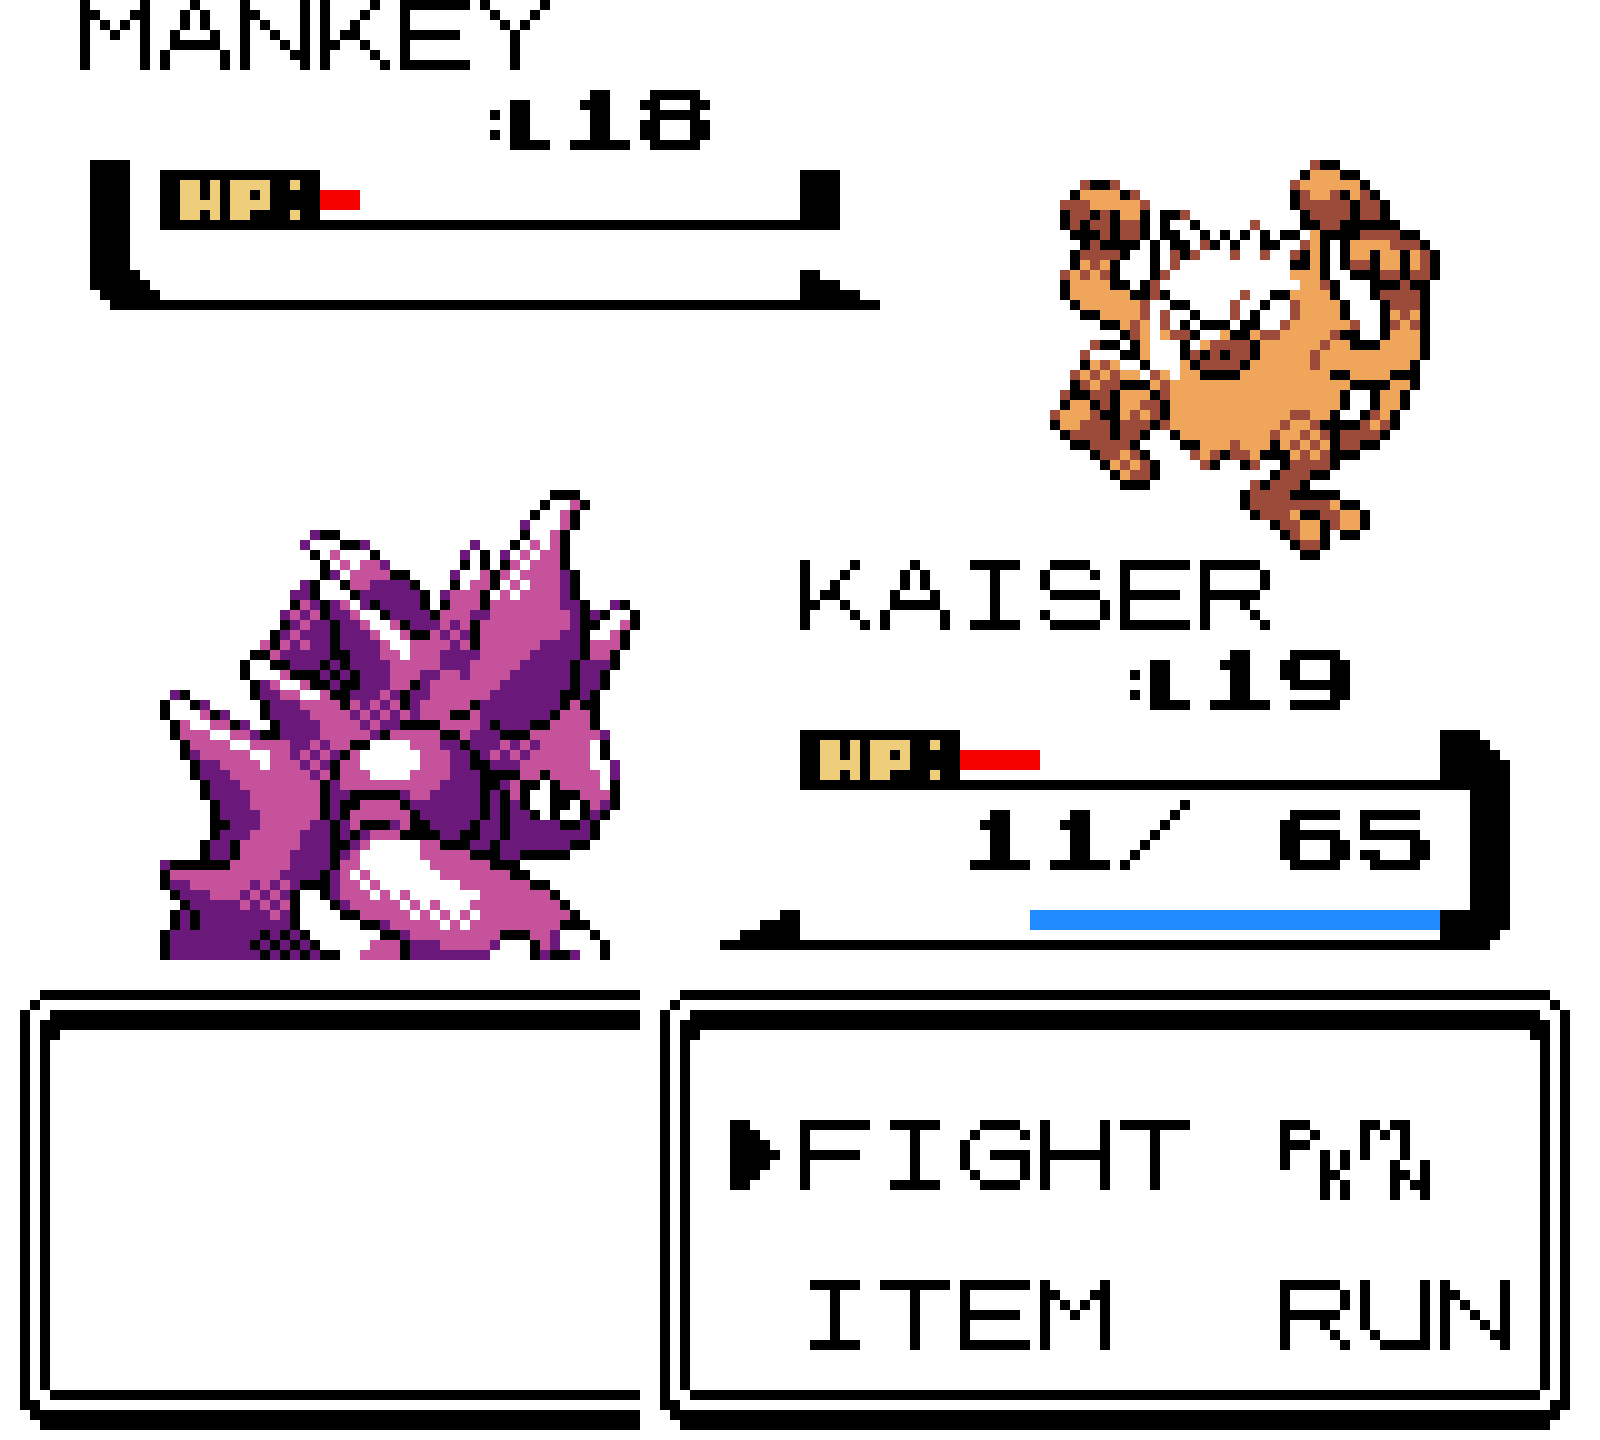 MANKEY
:L18
HP:
KAISER
:L19
HP:
11/ 65
▶FIGHT PKMN
ITEM RUN